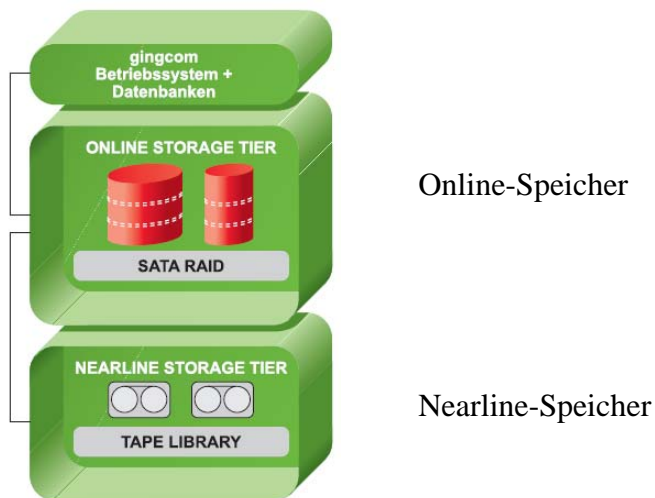 gingcom
Betriebssystem +
Datenbanken
ONLINE STORAGE TIER
Online-Speicher
SATA RAID
NEARLINE STORAGE TIER
Nearline-Speicher
TAPE LIBRARY